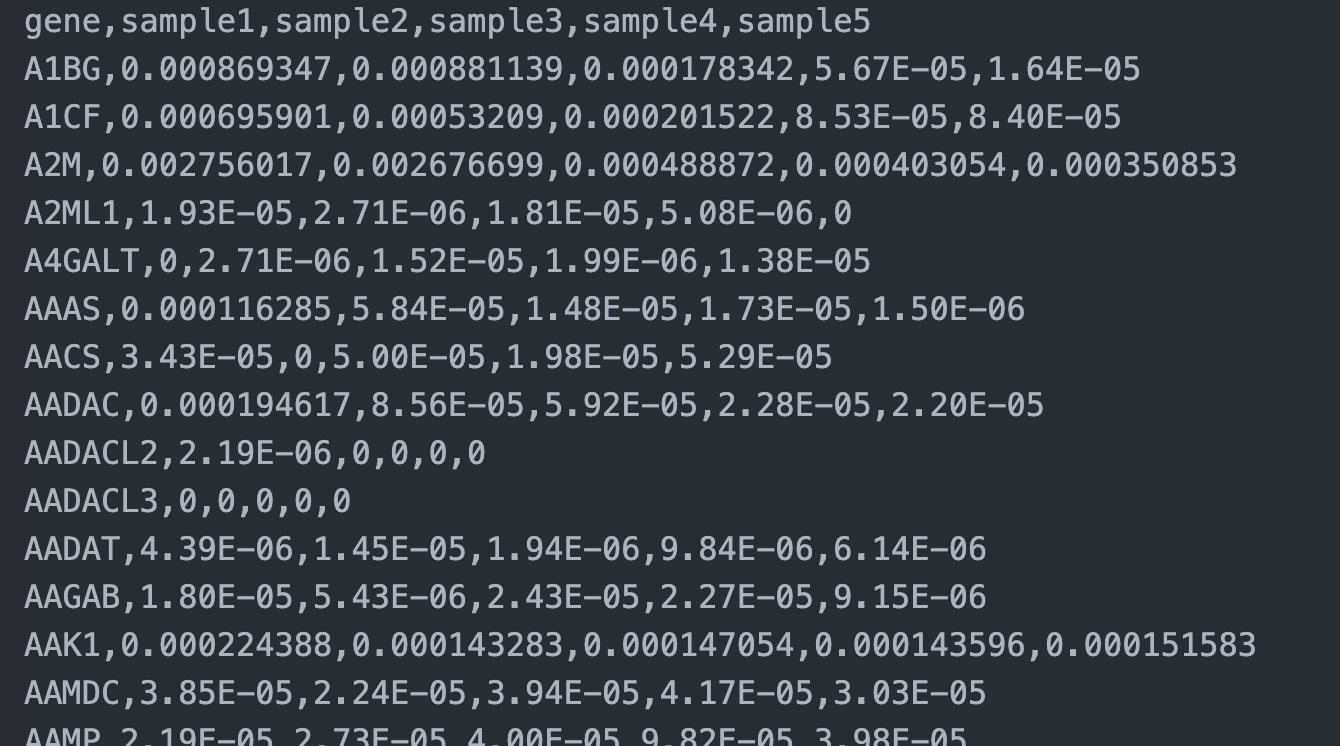 gene,sample1,sample2,sample3,sample4,sample5
A1BG,0.000869347,0.000881139,0.000178342,5.67E-05,1.64E-05
A1CF,0.000695901,0.00053209,0.000201522,8.53E-05,8.40E-05
A2M,0.002756017,0.002676699,0.000488872,0.000403054,0.000350853
A2ML1,1.93E-05,2.71E-06,1.81E-05,5.08E-06,0
A4GALT,0,2.71E-06,1.52E-05,1.99E-06,1.38E-05
AAAS,0.000116285,5.84E-05,1.48E-05,1.73E-05,1.50E-06
AACS,3.43E-05,0,5.00E-05,1.98E-05,5.29E-05
AADAC,0.000194617,8.56E-05,5.92E-05,2.28E-05,2.20E-05
AADACL2,2.19E-06,0,0,0,0
AADACL3,0,0,0,0,0
AADAT,4.39E-06,1.45E-05,1.94E-06,9.84E-06,6.14E-06
AAGAB,1.80E-05,5.43E-06,2.43E-05,2.27E-05,9.15E-06
AAK1,0.000224388,0.000143283,0.000147054,0.000143596,0.000151583
AAMDC,3.85E-05,2.24E-05,3.94E-05,4.17E-05,3.03E-05
AAMP,2.19E-05,2.73E-05,4.00E-05,9.82E-05,3.98E-05